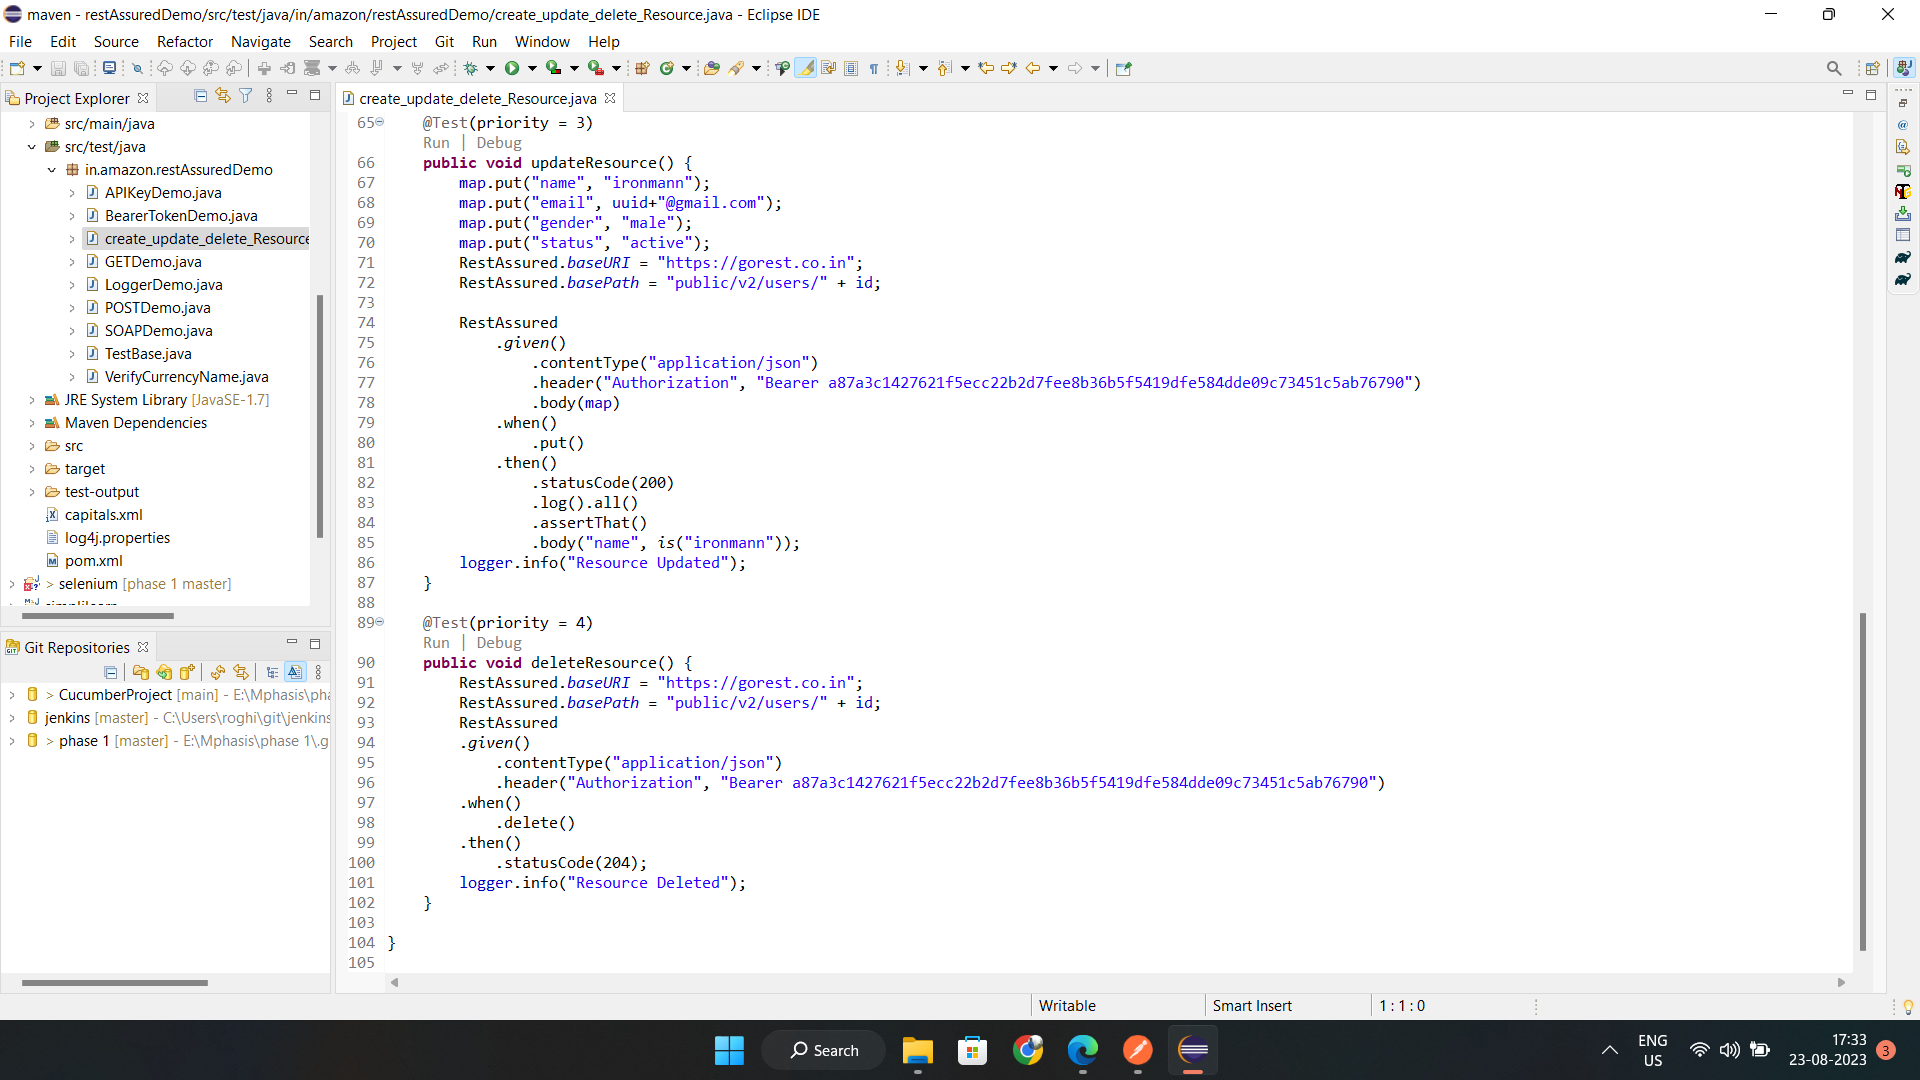 maven - restAssuredDemo/src/test/java/in/amazon/restAssuredDemo/create_update_delete_Resource.java - Eclipse IDE
File Edit Source Refactor Navigate Search Project Git Run Window Help
Project Explorer
src/main/java
src/test/java
in.amazon.restAssuredDemo
APIKeyDemo.java
BearerTokenDemo.java
create_update_delete_Resource
GETDemo.java
LoggerDemo.java
POSTDemo.java
SOAPDemo.java
TestBase.java
VerifyCurrencyName.java
JRE System Library [JavaSE-1.7]
Maven Dependencies
src
target
test-output
capitals.xml
log4j.properties
pom.xml
> selenium [phase 1 master]
Git Repositories
> CucumberProject [main] - E:\Mphasis\pha
jenkins [master] - C:\Users\roghi\git\jenkins
> phase 1 [master] - E:\Mphasis\phase 1\.g
create_update_delete_Resource.java
65 @Test(priority = 3)
Run | Debug
66 public void updateResource() {
67 map.put("name", "ironmann");
68 map.put("email", uuid+"@gmail.com");
69 map.put("gender", "male");
70 map.put("status", "active");
71 RestAssured.baseURI = "https://gorest.co.in";
72 RestAssured.basePath = "public/v2/users/" + id;
73
74 RestAssured
75 .given()
76 .contentType("application/json")
77 .header("Authorization", "Bearer a87a3c1427621f5ecc22b2d7fee8b36b5f5419dfe584dde09c73451c5ab76790")
78 .body(map)
79 .when()
80 .put()
81 .then()
82 .statusCode(200)
83 .log().all()
84 .assertThat()
85 .body("name", is("ironmann"));
86 logger.info("Resource Updated");
87 }
88
89 @Test(priority = 4)
Run | Debug
90 public void deleteResource() {
91 RestAssured.baseURI = "https://gorest.co.in";
92 RestAssured.basePath = "public/v2/users/" + id;
93 RestAssured
94 .given()
95 .contentType("application/json")
96 .header("Authorization", "Bearer a87a3c1427621f5ecc22b2d7fee8b36b5f5419dfe584dde09c73451c5ab76790")
97 .when()
98 .delete()
99 .then()
100 .statusCode(204);
101 logger.info("Resource Deleted");
102 }
103
104 }
105
Writable Smart Insert 1 : 1 : 0
Search
ENG
US
17:33
23-08-2023
3